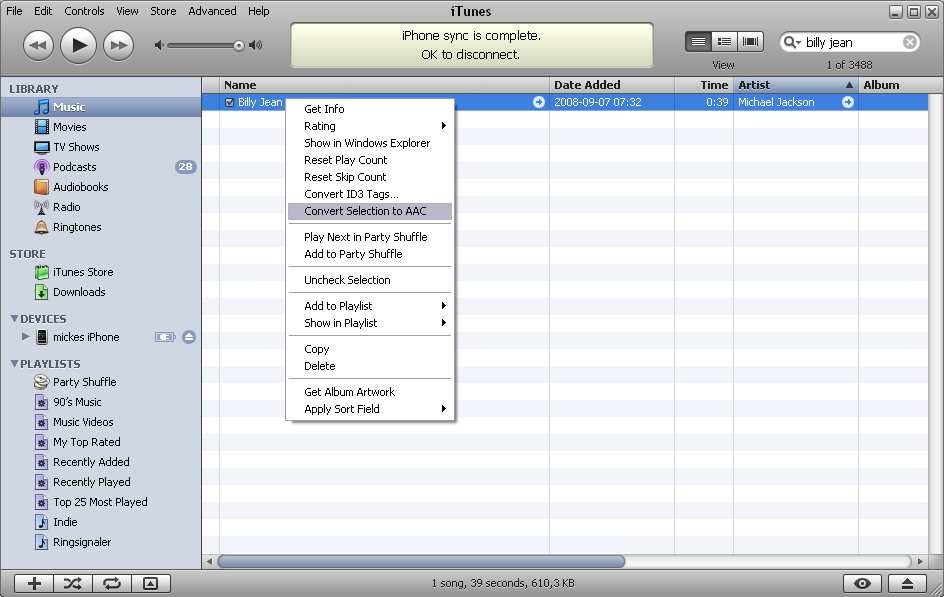 File Edit Controls View Store Advanced Help
iTunes
iPhone sync is complete.
OK to disconnect.
View
billy jean
1 of 3488
LIBRARY
Music
Movies
TV Shows
Podcasts 28
Audiobooks
Radio
Ringtones
STORE
iTunes Store
Downloads
DEVICES
mickes iPhone
PLAYLISTS
Party Shuffle
90's Music
Music Videos
My Top Rated
Recently Added
Recently Played
Top 25 Most Played
Indie
Ringsignaler
Name Date Added Time Artist Album
Billy Jean 2008-09-07 07:32 0:39 Michael Jackson
Get Info
Rating
Show in Windows Explorer
Reset Play Count
Reset Skip Count
Convert ID3 Tags...
Convert Selection to AAC
Play Next in Party Shuffle
Add to Party Shuffle
Uncheck Selection
Add to Playlist
Show in Playlist
Copy
Delete
Get Album Artwork
Apply Sort Field
1 song, 39 seconds, 610,3 KB